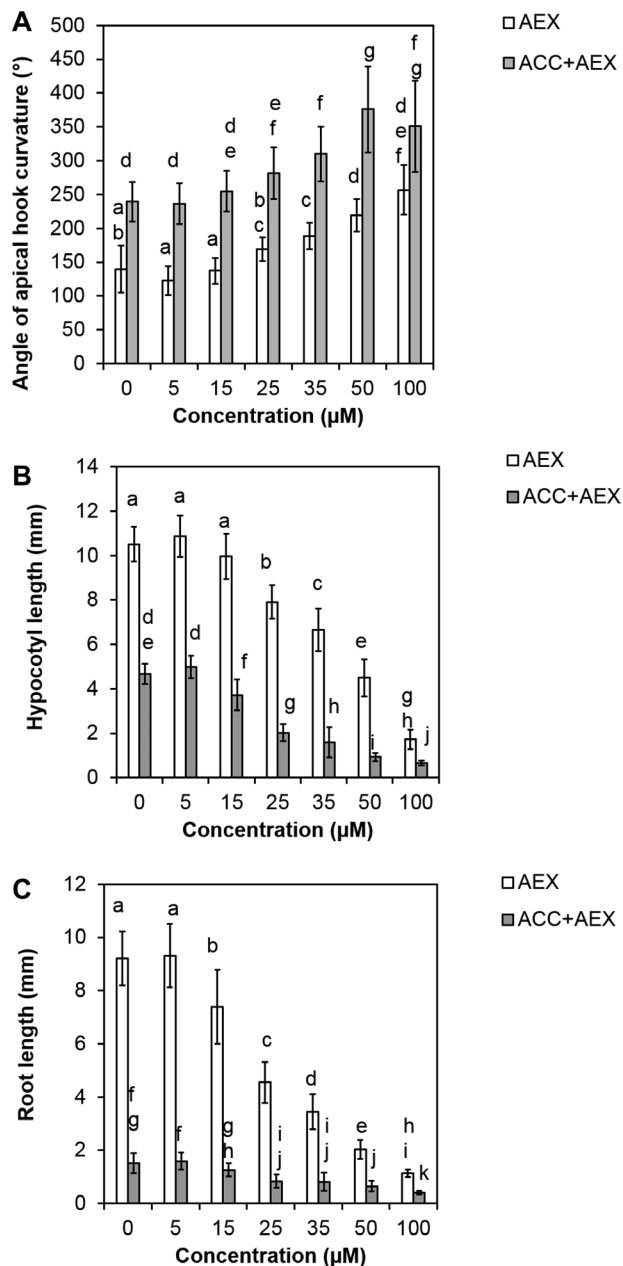 A
AEX
ACC+AEX
Angle of apical hook curvature (°)
500
450
400
350
300
250
200
150
100
50
0
a
b
d
a
d
a
d
e
b
c
e
f
c
f
d
g
d
e
f
f
g
0 5 15 25 35 50 100
Concentration (µM)
B
AEX
ACC+AEX
Hypocotyl length (mm)
14
12
10
8
6
4
2
0
a
d
e
a
d
a
f
b
g
c
h
e
i
g
h
j
0 5 15 25 35 50 100
Concentration (µM)
C
AEX
ACC+AEX
Root length (mm)
12
10
8
6
4
2
0
a
f
g
a
f
b
g
h
c
i
j
d
i
j
e
j
h
i
k
0 5 15 25 35 50 100
Concentration (µM)